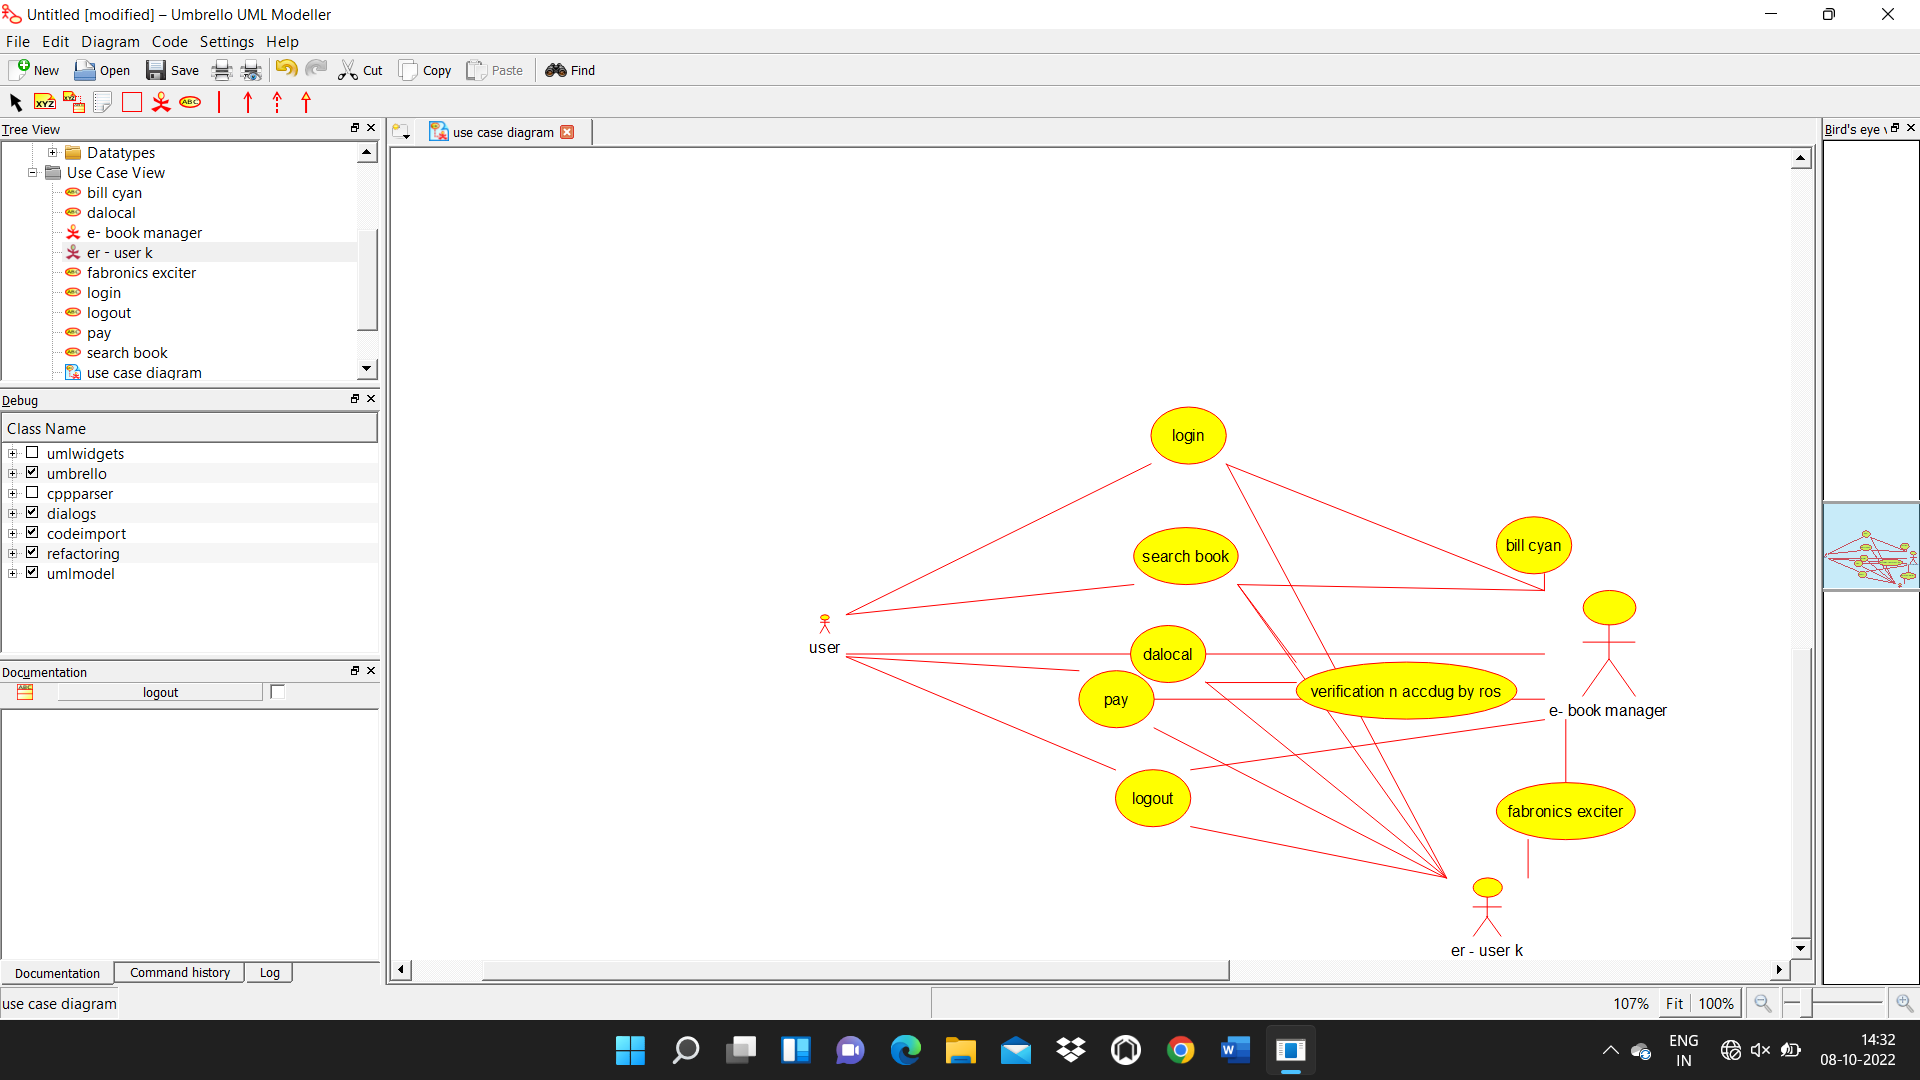 Untitled [modified] – Umbrello UML Modeller
File Edit Diagram Code Settings Help
New Open Save Cut Copy Paste Find
XYZ XYZ ABC
Tree View
Datatypes
Use Case View
bill cyan
dalocal
e- book manager
er - user k
fabronics exciter
login
logout
pay
search book
use case diagram
Debug
Class Name
umlwidgets
umbrello
cppparser
dialogs
codeimport
refactoring
umlmodel
Documentation
logout
Documentation Command history Log
use case diagram
use case diagram
login
search book
bill cyan
user
dalocal
verification n accdug by ros
pay
e- book manager
logout
fabronics exciter
er - user k
Bird's eye v
107% Fit 100%
ENG
IN
14:32
08-10-2022